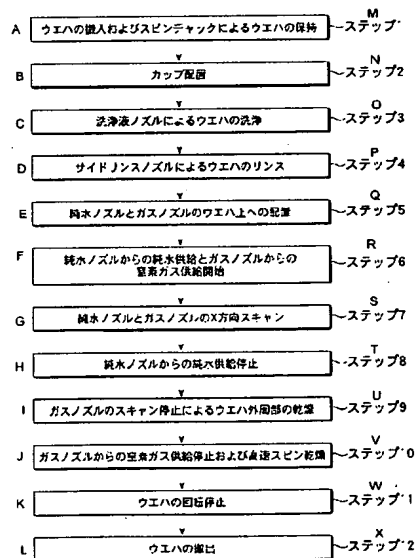 M
A ウエハの搬入およびスピンチャックによるウエハの保持 ステップ1
N
B カップ配置 ステップ2
O
C 洗浄液ノズルによるウエハの洗浄 ステップ3
P
D サイドリンスノズルによるウエハのリンス ステップ4
Q
E 純水ノズルとガスノズルのウエハ上への配置 ステップ5
R
F 純水ノズルからの純水供給とガスノズルからの
窒素ガス供給開始 ステップ6
S
G 純水ノズルとガスノズルのX方向スキャン ステップ7
T
H 純水ノズルからの純水供給停止 ステップ8
U
I ガスノズルのスキャン停止によるウエハ外周部の乾燥 ステップ9
V
J ガスノズルからの窒素ガス供給停止および高速スピン乾燥 ステップ10
W
K ウエハの回転停止 ステップ11
X
L ウエハの搬出 ステップ12